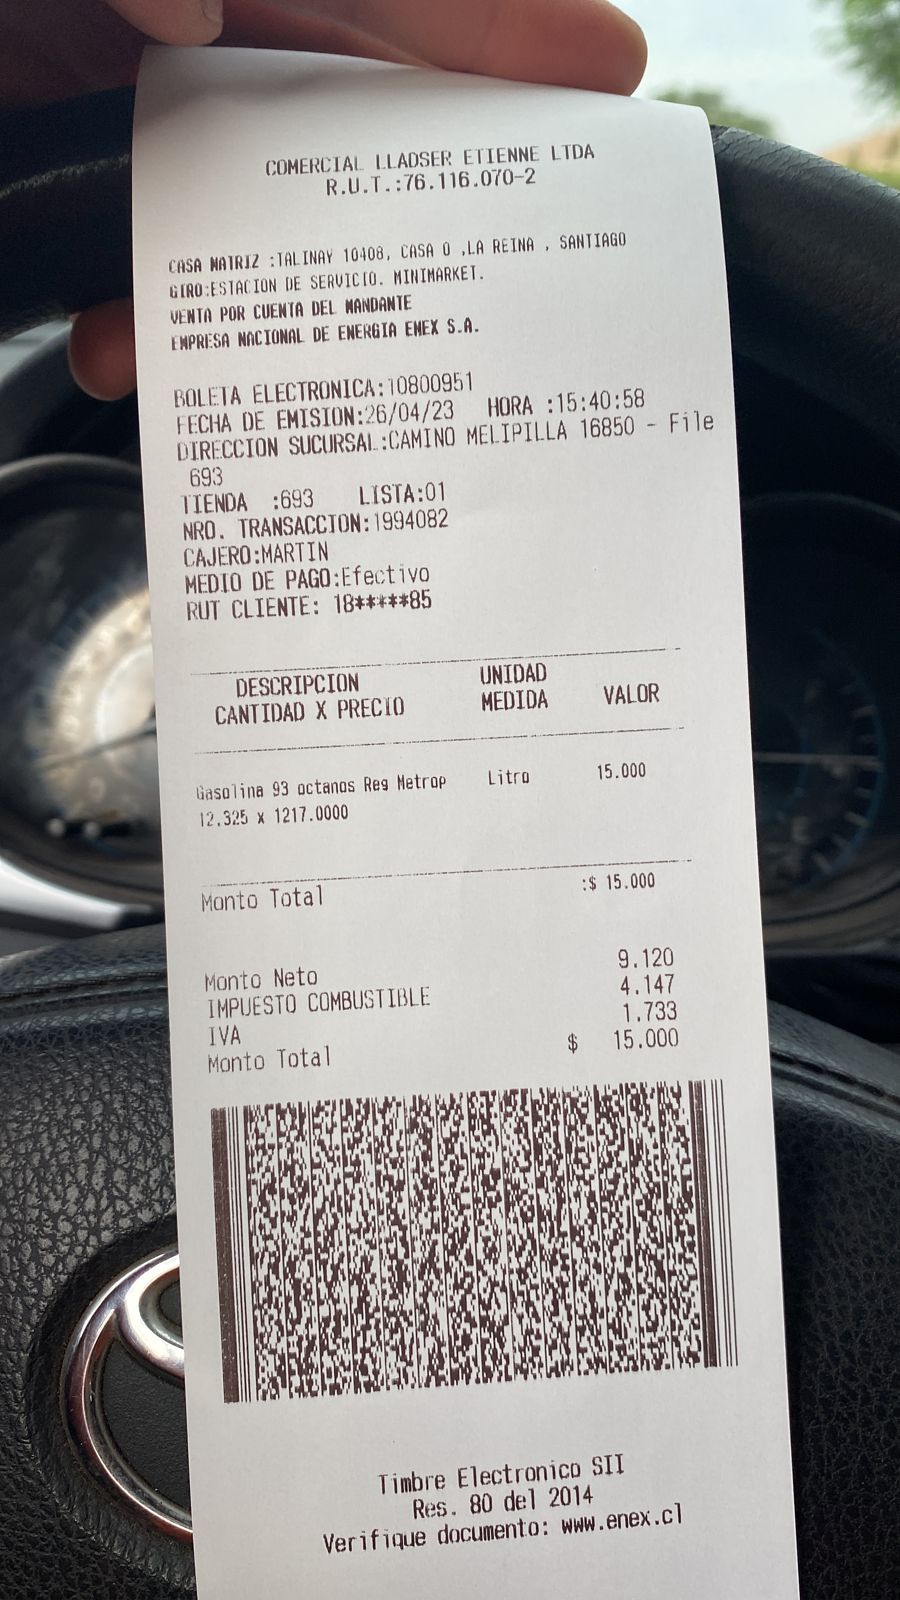 COMERCIAL LLADSER ETIENNE LTDA
R.U.T.:76.116.070-2
CASA MATRIZ :TALINAY 10408, CASA O ,LA REINA , SANTIAGO
GIRO:ESTACION DE SERVICIO. MINIMARKET.
VENTA POR CUENTA DEL MANDANTE
EMPRESA NACIONAL DE ENERGIA ENEX S.A.
BOLETA ELECTRONICA:10800951
FECHA DE EMISION:26/04/23 HORA :15:40:58
DIRECCION SUCURSAL:CAMINO MELIPILLA 16850 - File
693
TIENDA :693 LISTA:01
NRO. TRANSACCION:1994082
CAJERO:MARTIN
MEDIO DE PAGO:Efectivo
RUT CLIENTE: 18*****85
DESCRIPCION UNIDAD
CANTIDAD X PRECIO MEDIDA VALOR
Gasolina 93 octanos Reg Metrop Litro 15.000
12.325 x 1217.0000
Monto Total :$ 15.000
Monto Neto 9.120
IMPUESTO COMBUSTIBLE 4.147
IVA 1.733
Monto Total $ 15.000
Timbre Electronico SII
Res. 80 del 2014
Verifique documento: www.enex.cl